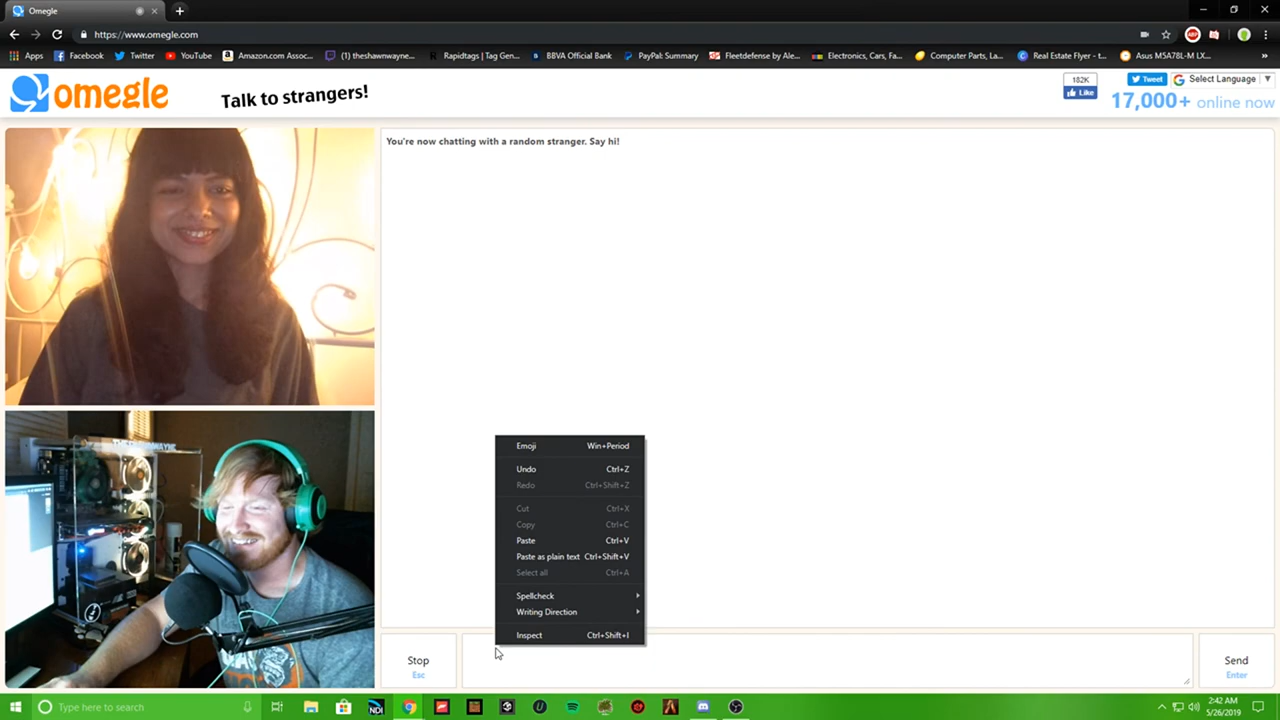 Omegle
https://www.omegle.com
Apps Facebook Twitter YouTube Amazon.com Assoc... (1) theshawnwayne... Rapidtags | Tag Gen... BBVA Official Bank PayPal: Summary Fleetdefense by Ale... Electronics, Cars, Fa... Computer Parts, La... Real Estate Flyer - t... Asus M5A78L-M LX...
omegle
Talk to strangers!
182K
Like
Tweet
Select Language
17,000+ online now
You're now chatting with a random stranger. Say hi!
THESHAWNWAYNE
Emoji Win+Period
Undo Ctrl+Z
Redo Ctrl+Shift+Z
Cut Ctrl+X
Copy Ctrl+C
Paste Ctrl+V
Paste as plain text Ctrl+Shift+V
Select all Ctrl+A
Spellcheck
Writing Direction
Inspect Ctrl+Shift+I
Stop
Esc
Send
Enter
Type here to search
NDI
2:42 AM
5/26/2019